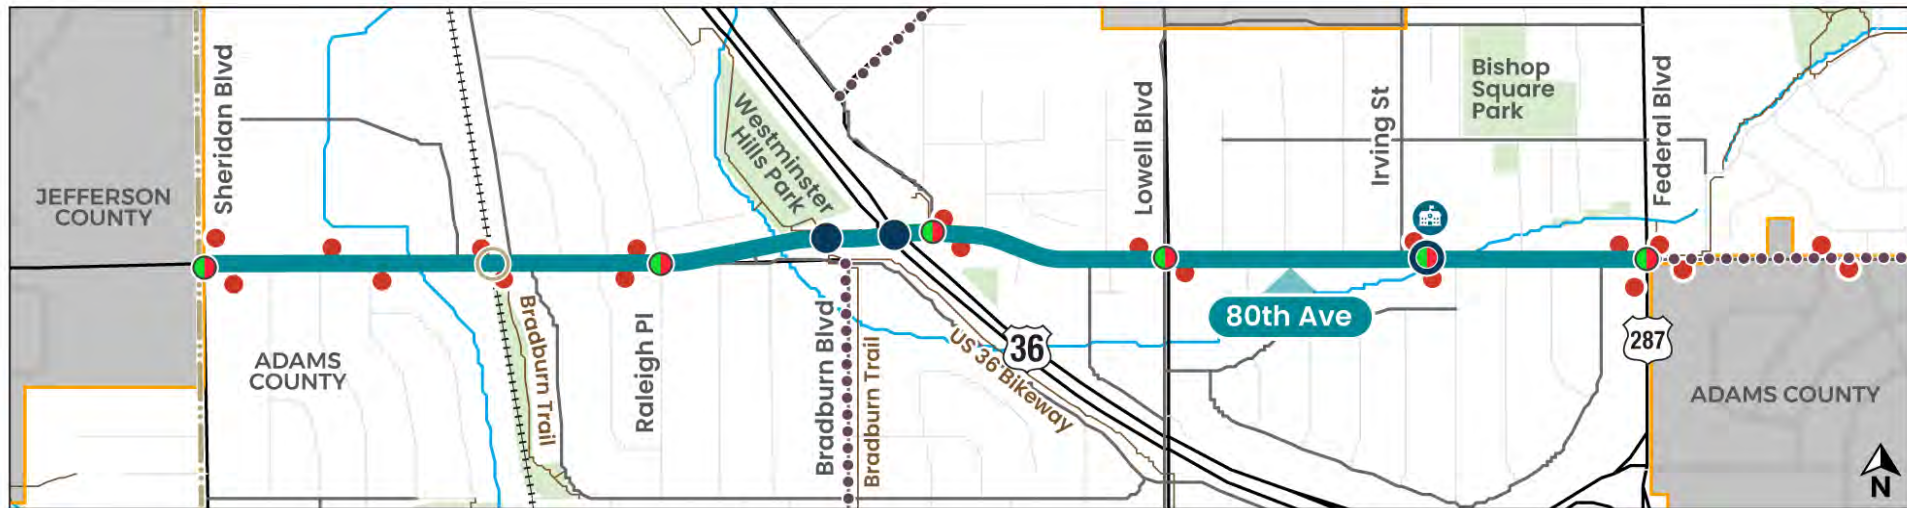 JEFFERSON
COUNTY
Sheridan Blvd
ADAMS
COUNTY
Bradburn Trail
Raleigh Pl
Westminster
Hills Park
Bradburn Blvd
Bradburn Trail
US 36 Bikeway
36
Lowell Blvd
80th Ave
Irving St
Bishop
Square
Park
Federal Blvd
287
ADAMS COUNTY
N